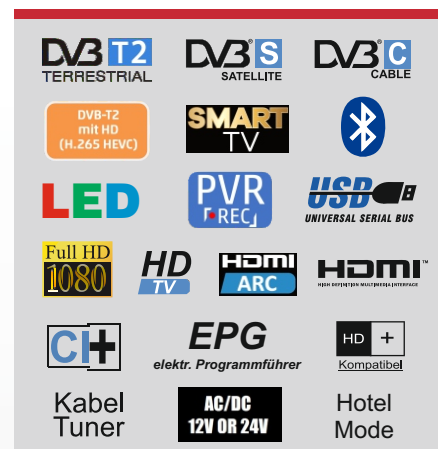 DVB T2
TERRESTRIAL
DVB® S
SATELLITE
DVB® C
CABLE
DVB-T2
mit HD
(H.265 HEVC)
SMART
TV
LED
PVR
REC
USB
UNIVERSAL SERIAL BUS
Full HD
1080
HD
TV
HDMI
ARC
HDMI™
HIGH DEFINITION MULTIMEDIA INTERFACE
CI+
EPG
elektr. Programmführer
HD +
Kompatibel
Kabel
Tuner
AC/DC
12V OR 24V
Hotel
Mode